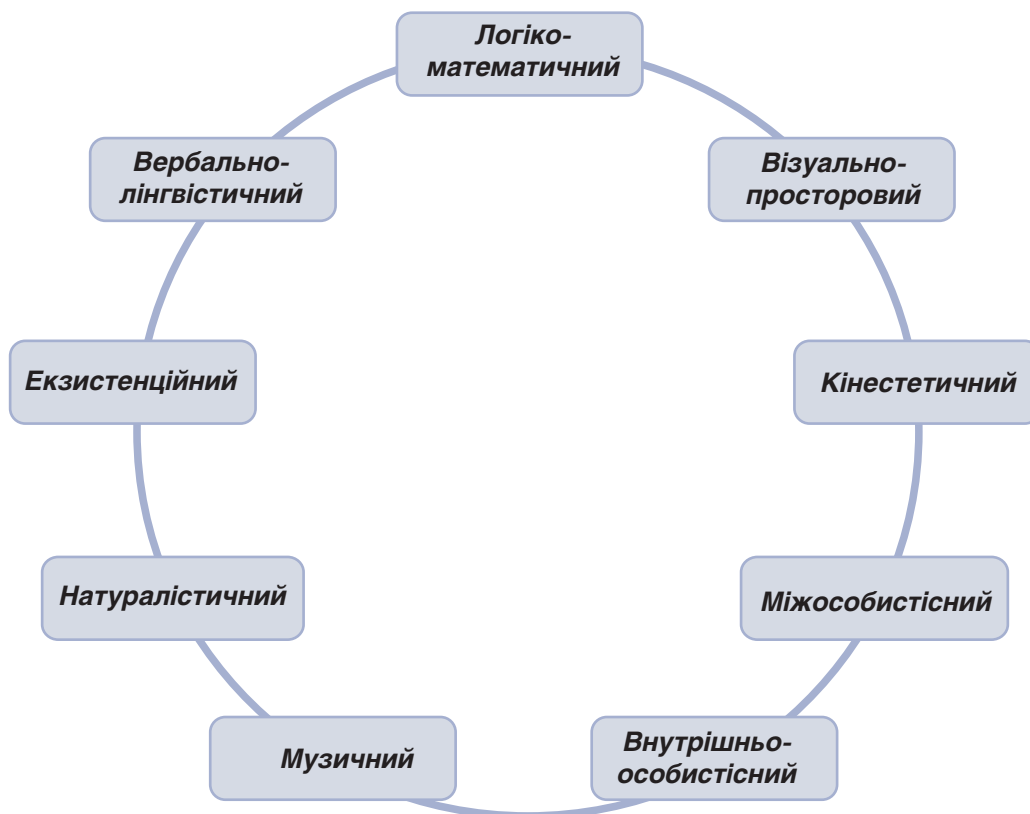 Логіко-
математичний
Вербально-
лінгвістичний
Візуально-
просторовий
Екзистенційний
Кінестетичний
Натуралістичний
Міжособистісний
Музичний
Внутрішньо-
особистісний